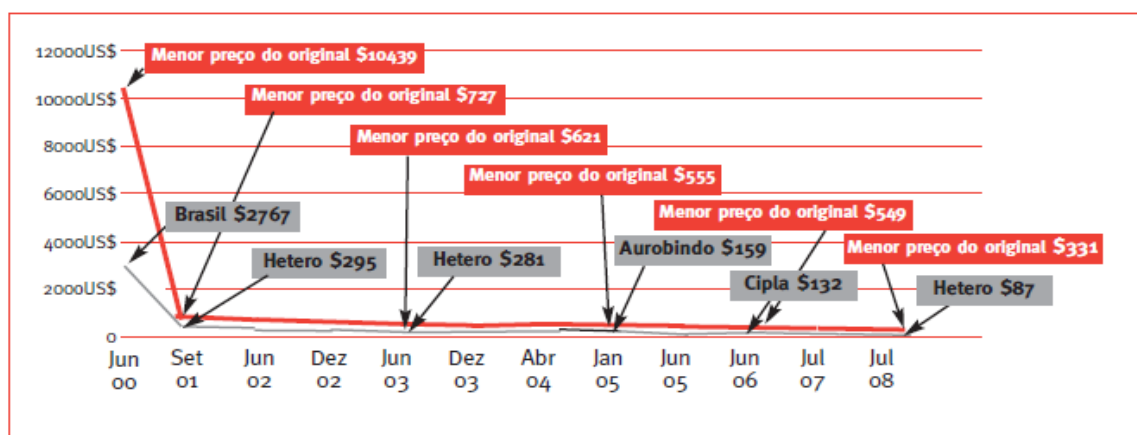 12000US$
Menor preço do original $10439
10000US$
Menor preço do original $727
8000US$
Menor preço do original $621
6000US$
Menor preço do original $555
Brasil $2767
Menor preço do original $549
4000US$
Hetero $295
Hetero $281
Aurobindo $159
Menor preço do original $331
2000US$
Cipla $132
Hetero $87
0
Jun Set Jun Dez Jun Dez Abr Jan Jun Jun Jul Jul
00 01 02 02 03 03 04 05 05 06 07 08